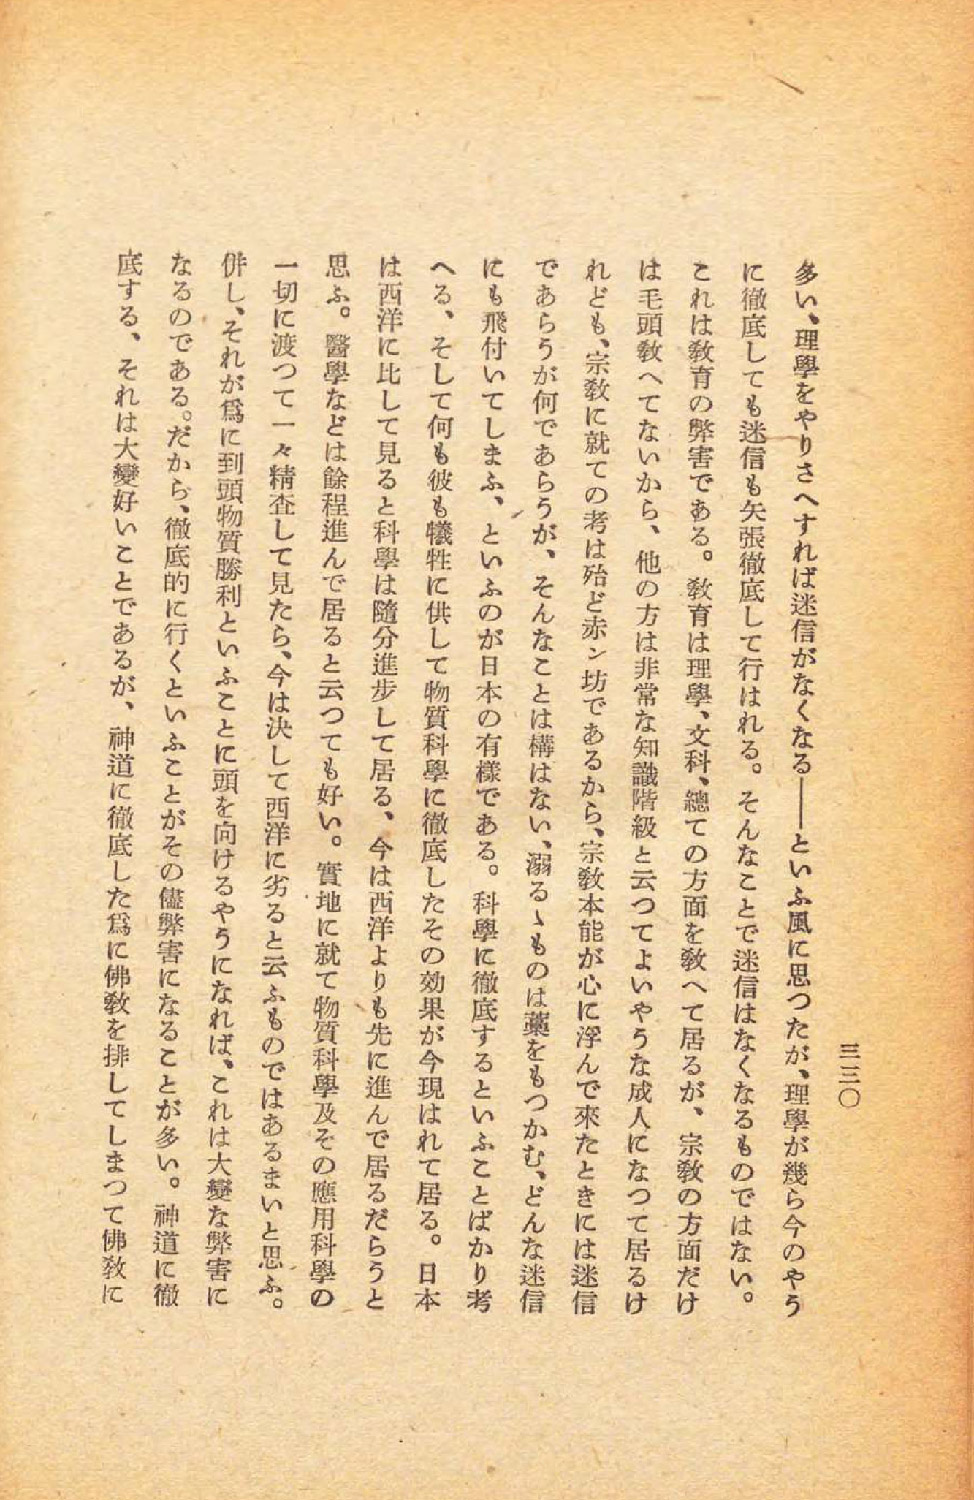 三三〇
多い、理學をやりさへすれば迷信がなくなる――といふ風に思つたが、理學が幾ら今のやう
に徹底しても迷信も矢張徹底して行はれる。そんなことで迷信はなくなるものではない。
これは敎育の弊害である。敎育は理學、文科、總ての方面を敎へて居るが、宗敎の方面だけ
は毛頭敎へてないから、他の方は非常な知識階級と云つてよいやうな成人になつて居るけ
れども、宗敎に就ての考は殆ど赤ン坊であるから、宗敎本能が心に浮んで來たときには迷信
であらうが何であらうが、そんなことは構はない、溺るゝものは藁をもつかむ、どんな迷信
にも飛付いてしまふ、といふのが日本の有樣である。科學に徹底するといふことばかり考
へる、そして何も彼も犧牲に供して物質科學に徹底したその効果が今現はれて居る。日本
は西洋に比して見ると科學は隨分進步して居る、今は西洋よりも先に進んで居るだらうと
思ふ。醫學などは餘程進んで居ると云つても好い。實地に就て物質科學及その應用科學の
一切に渡つて一々精査して見たら、今は決して西洋に劣ると云ふものではあるまいと思ふ。
併し、それが爲に到頭物質勝利といふことに頭を向けるやうになれば、これは大變な弊害に
なるのである。だから、徹底的に行くといふことがその儘弊害になることが多い。神道に徹
底する、それは大變好いことであるが、神道に徹底した爲に佛敎を排してしまつて佛敎に